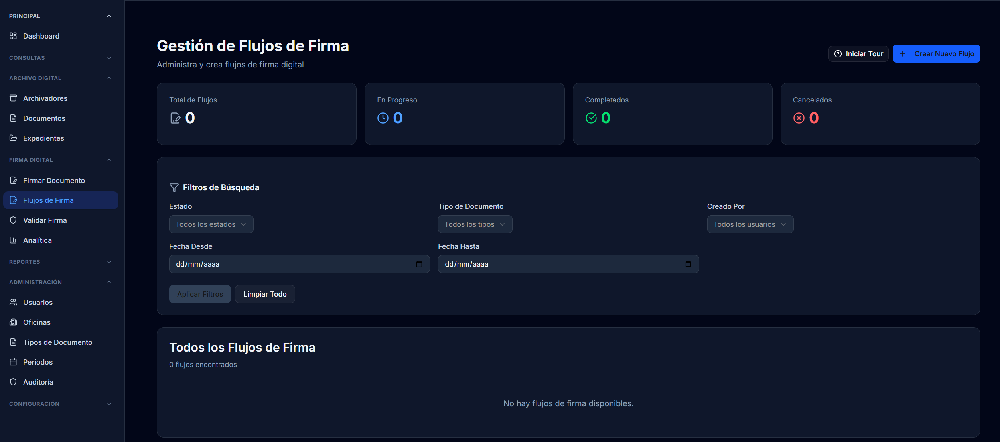 PRINCIPAL
Dashboard
CONSULTAS
ARCHIVO DIGITAL
Archivadores
Documentos
Expedientes
FIRMA DIGITAL
Firmar Documento
Flujos de Firma
Validar Firma
Analítica
REPORTES
ADMINISTRACIÓN
Usuarios
Oficinas
Tipos de Documento
Periodos
Auditoría
CONFIGURACIÓN
Gestión de Flujos de Firma
Administra y crea flujos de firma digital
Iniciar Tour
Crear Nuevo Flujo
Total de Flujos
0
En Progreso
0
Completados
0
Cancelados
0
Filtros de Búsqueda
Estado
Todos los estados
Tipo de Documento
Todos los tipos
Creado Por
Todos los usuarios
Fecha Desde
dd/mm/aaaa
Fecha Hasta
dd/mm/aaaa
Aplicar Filtros
Limpiar Todo
Todos los Flujos de Firma
0 flujos encontrados
No hay flujos de firma disponibles.